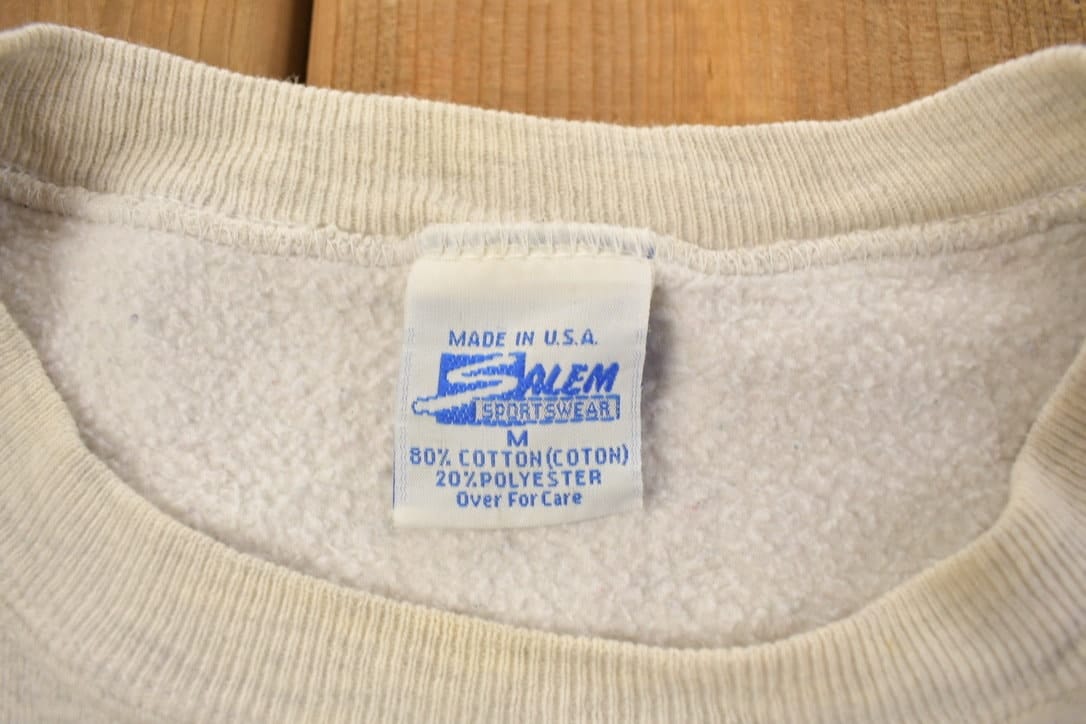 MADE IN U.S.A.
SALEM
SPORTSWEAR
M
80% COTTON (COTON)
20% POLYESTER
Over For Care